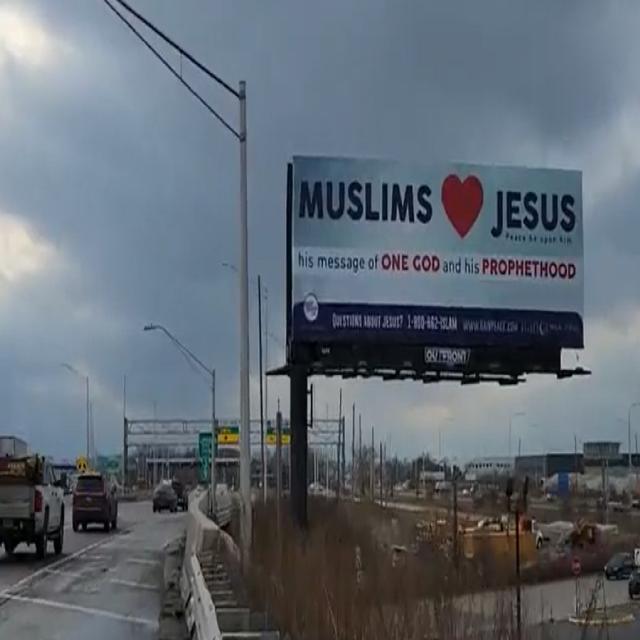 MUSLIMS ♥ JESUS
Peace be upon him
his message of ONE GOD and his PROPHETHOOD
QUESTIONS ABOUT JESUS? 1-800-662-ISLAM
OUTFRONT/